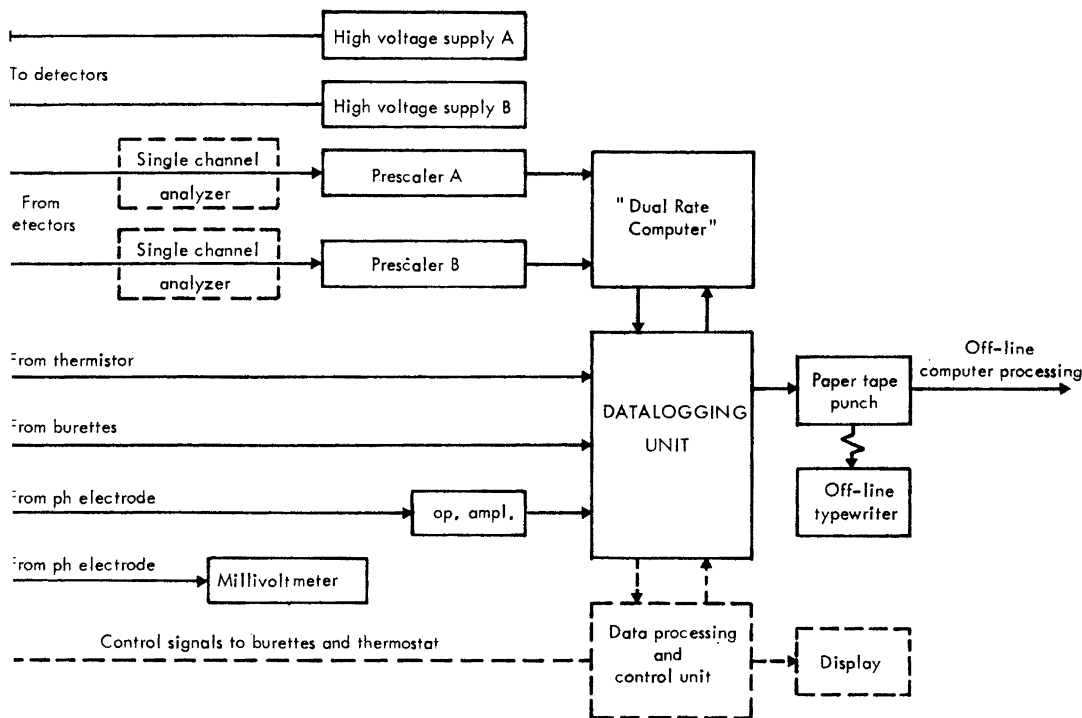 High voltage supply A
To detectors
High voltage supply B
Single channel
analyzer
Prescaler A
From
etectors
" Dual Rate
Computer"
Single channel
analyzer
Prescaler B
From thermistor
From burettes
From ph electrode
op. ampl.
DATALOGGING
UNIT
Paper tape
punch
Off-line
computer processing
Off-line
typewriter
From ph electrode
Millivoltmeter
Control signals to burettes and thermostat
Data processing
and
control unit
Display